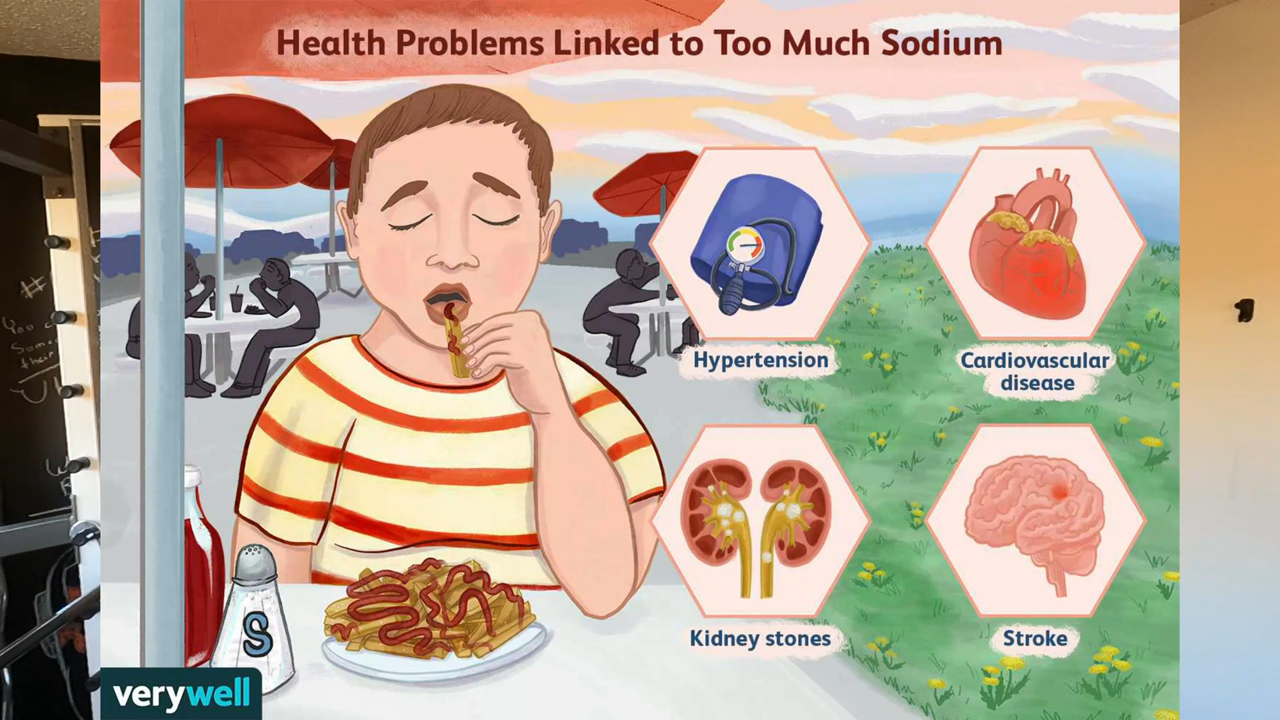 Health Problems Linked to Too Much Sodium
Hypertension
Cardiovascular
disease
Kidney stones
Stroke
S
verywell
#